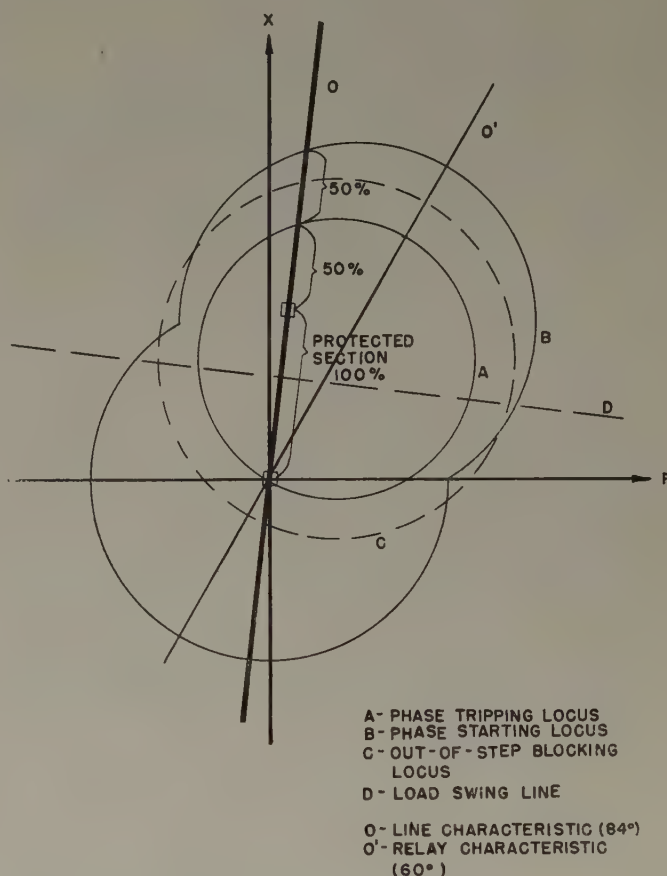 X
O
O'
50%
50%
B
PROTECTED
SECTION
100%
A
D
R
C
A- PHASE TRIPPING LOCUS
B- PHASE STARTING LOCUS
C- OUT-OF-STEP BLOCKING
LOCUS
D- LOAD SWING LINE
O- LINE CHARACTERISTIC (84°)
O'- RELAY CHARACTERISTIC
(60°)